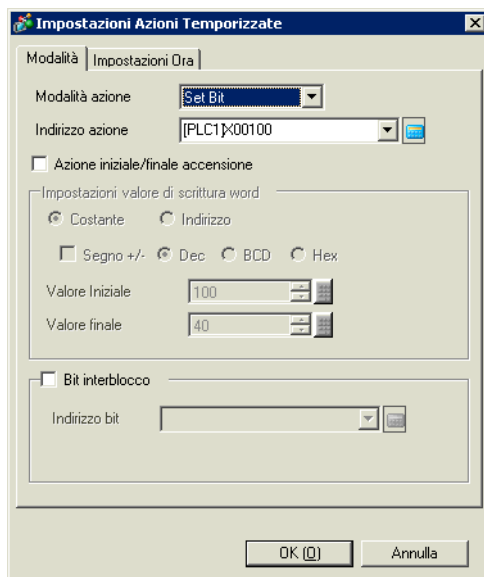 Impostazioni Azioni Temporizzate
Modalità Impostazioni Ora
Modalità azione Set Bit
Indirizzo azione [PLC1]X00100
Azione iniziale/finale accensione
Impostazioni valore di scrittura word
Costante Indirizzo
Segno +/- Dec BCD Hex
Valore Iniziale 100
Valore finale 40
Bit interblocco
Indirizzo bit
OK (O) Annulla